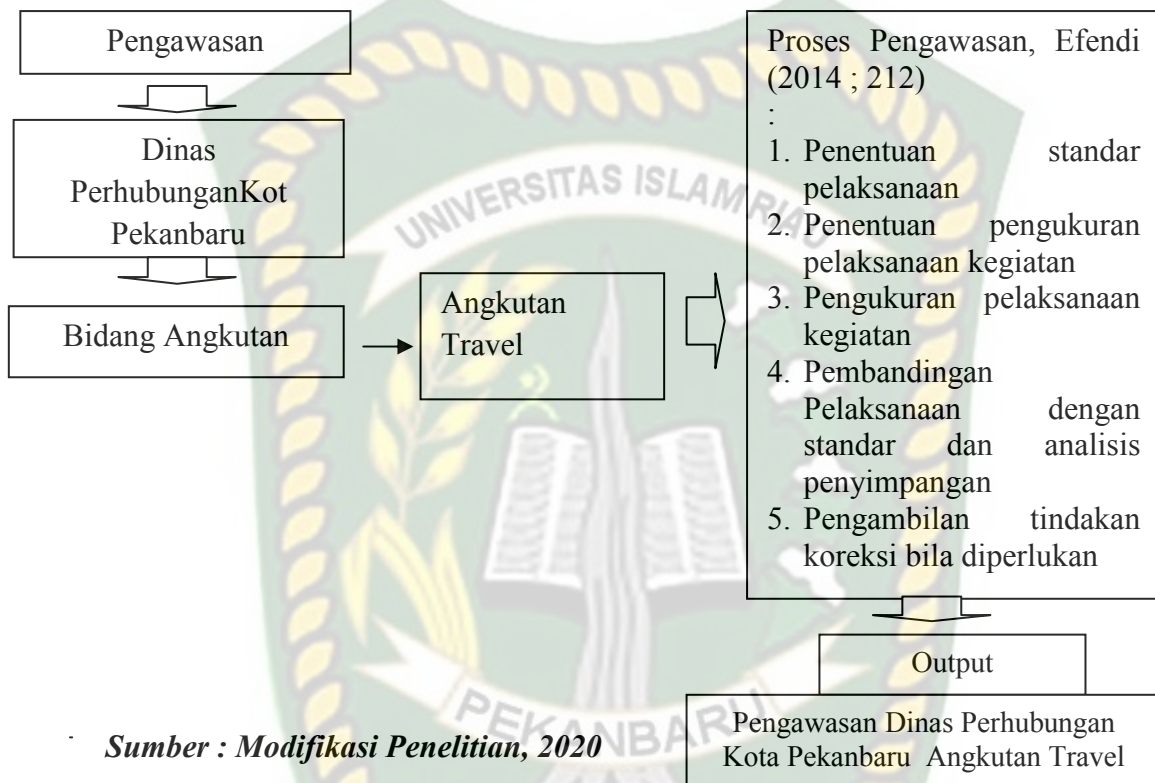 Pengawasan
Dinas
PerhubunganKot
Pekanbaru
Bidang Angkutan
Angkutan
Travel
Proses Pengawasan, Efendi
(2014 ; 212)
:
1. Penentuan standar
pelaksanaan
2. Penentuan pengukuran
pelaksanaan kegiatan
3. Pengukuran pelaksanaan
kegiatan
4. Pembandingan
Pelaksanaan dengan
standar dan analisis
penyimpangan
5. Pengambilan tindakan
koreksi bila diperlukan
Output
Pengawasan Dinas Perhubungan
Kota Pekanbaru Angkutan Travel
Sumber : Modifikasi Penelitian, 2020
UNIVERSITAS ISLAM RIAU
PEKANBARU